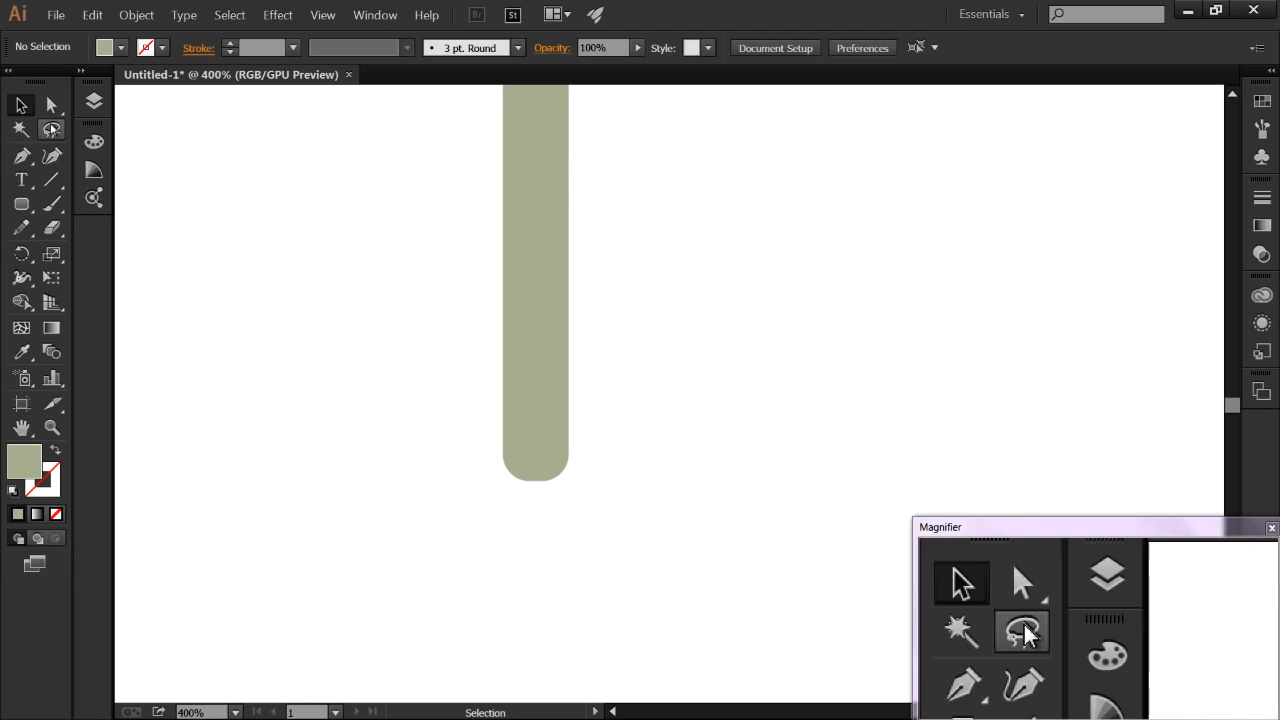 Ai File Edit Object Type Select Effect View Window Help Br St Essentials
No Selection Stroke: 3 pt. Round Opacity: 100% Style: Document Setup Preferences
Untitled-1* @ 400% (RGB/GPU Preview) ×
T
Magnifier
400% 1 Selection